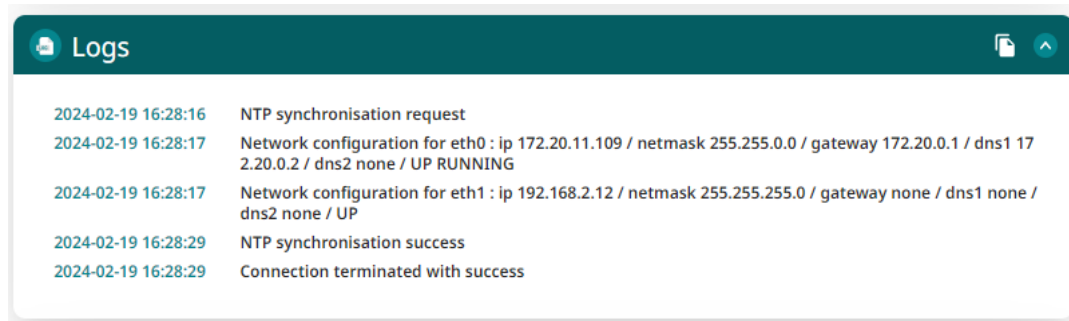 Logs
2024-02-19 16:28:16 NTP synchronisation request
2024-02-19 16:28:17 Network configuration for eth0 : ip 172.20.11.109 / netmask 255.255.0.0 / gateway 172.20.0.1 / dns1 17
2.20.0.2 / dns2 none / UP RUNNING
2024-02-19 16:28:17 Network configuration for eth1 : ip 192.168.2.12 / netmask 255.255.255.0 / gateway none / dns1 none /
dns2 none / UP
2024-02-19 16:28:29 NTP synchronisation success
2024-02-19 16:28:29 Connection terminated with success